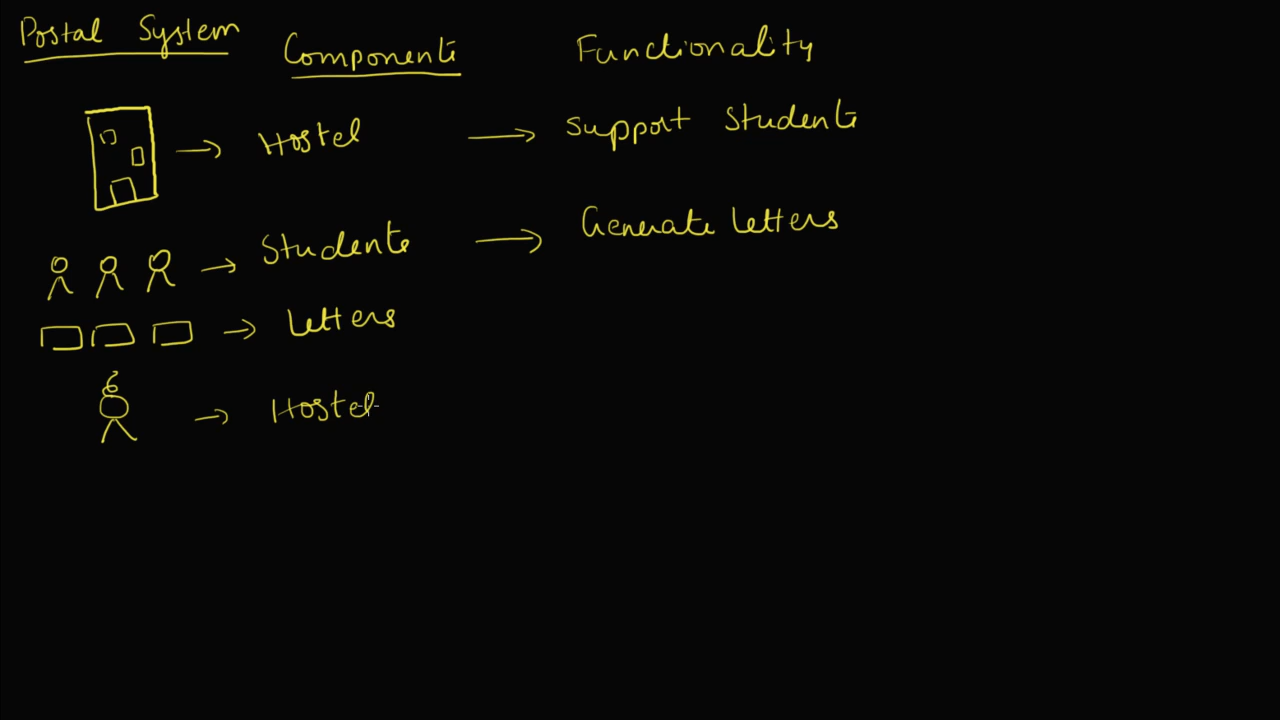 Postal System
Components
Functionality
→ Hostel → Support Students
→ Students → Generate letters
→ Letters
→ Hostel